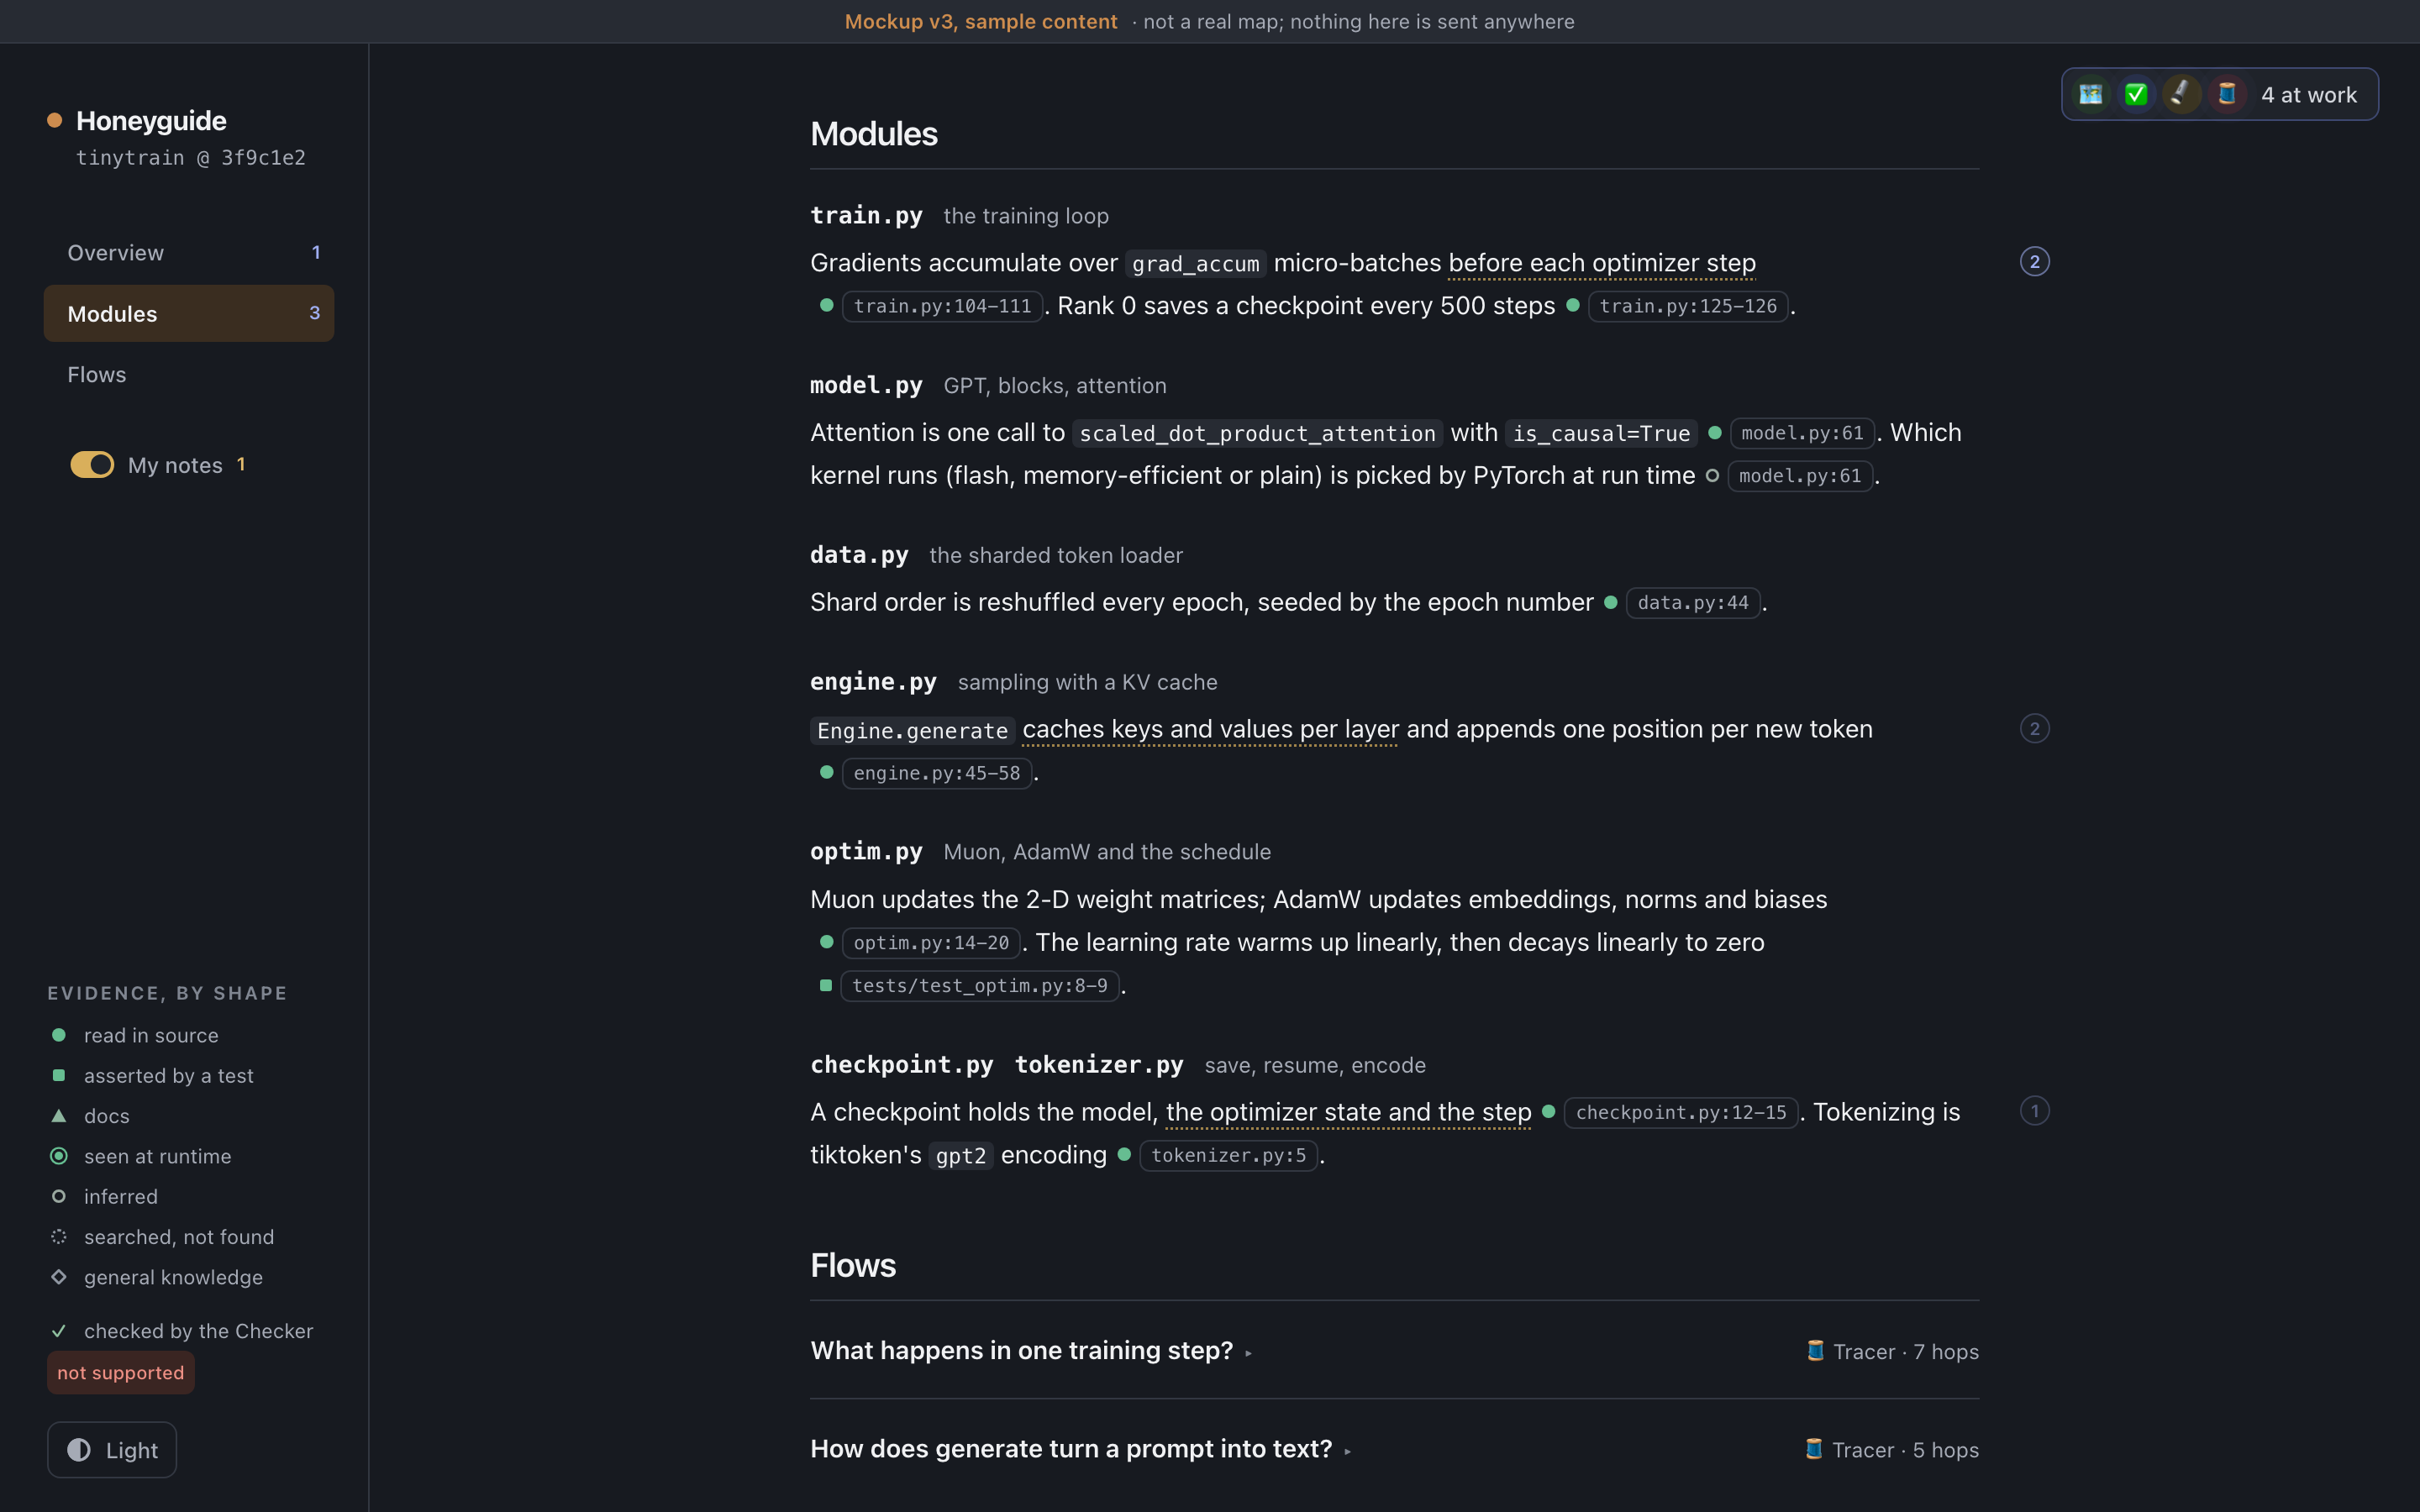 Mockup v3, sample content · not a real map; nothing here is sent anywhere
Honeyguide
tinytrain @ 3f9c1e2
Overview 1
Modules 3
Flows
My notes 1
EVIDENCE, BY SHAPE
read in source
asserted by a test
docs
seen at runtime
inferred
searched, not found
general knowledge
checked by the Checker
not supported
Light
4 at work
Modules
train.py the training loop
Gradients accumulate over grad_accum micro-batches before each optimizer step 2
train.py:104–111. Rank 0 saves a checkpoint every 500 steps train.py:125–126.
model.py GPT, blocks, attention
Attention is one call to scaled_dot_product_attention with is_causal=True model.py:61. Which
kernel runs (flash, memory-efficient or plain) is picked by PyTorch at run time model.py:61.
data.py the sharded token loader
Shard order is reshuffled every epoch, seeded by the epoch number data.py:44.
engine.py sampling with a KV cache
Engine.generate caches keys and values per layer and appends one position per new token 2
engine.py:45–58.
optim.py Muon, AdamW and the schedule
Muon updates the 2-D weight matrices; AdamW updates embeddings, norms and biases
optim.py:14–20. The learning rate warms up linearly, then decays linearly to zero
tests/test_optim.py:8–9.
checkpoint.py tokenizer.py save, resume, encode
A checkpoint holds the model, the optimizer state and the step checkpoint.py:12–15. Tokenizing is 1
tiktoken's gpt2 encoding tokenizer.py:5.
Flows
What happens in one training step? Tracer · 7 hops
How does generate turn a prompt into text? Tracer · 5 hops